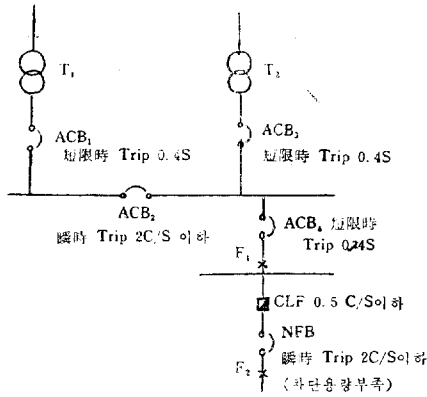 T₁
T₂
ACB₁
短限時 Trip 0.4S
ACB₃
短限時 Trip 0.4S
ACB₂
瞬時 Trip 2C/S 이하
ACB₄ 短限時
Trip 0.24S
F₁
CLF 0.5 C/S이하
NFB
瞬時 Trip 2C/S이하
(차단용량부족)
F₂